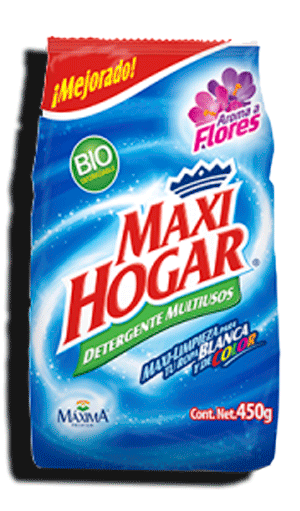 ¡Mejorado!
Aroma a
Flores
BIO
MAXI
HOGAR®
DETERGENTE MULTIUSOS
MAXI-LIMPIEZA PARA
TU ROPA BLANCA
Y DE COLOR
MÁXIMA
Cont. Net. 450g